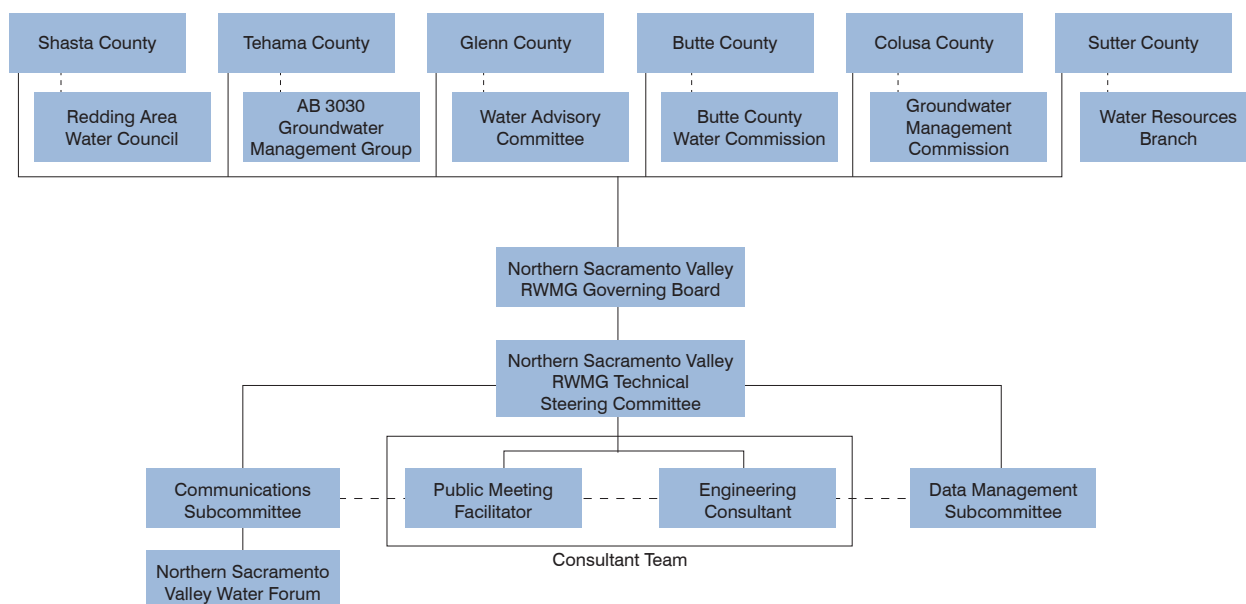 Shasta County
Tehama County
Glenn County
Butte County
Colusa County
Sutter County
Redding Area
Water Council
AB 3030
Groundwater
Management Group
Water Advisory
Committee
Butte County
Water Commission
Groundwater
Management
Commission
Water Resources
Branch
Northern Sacramento Valley
RWMG Governing Board
Northern Sacramento Valley
RWMG Technical
Steering Committee
Communications
Subcommittee
Public Meeting
Facilitator
Engineering
Consultant
Data Management
Subcommittee
Consultant Team
Northern Sacramento
Valley Water Forum